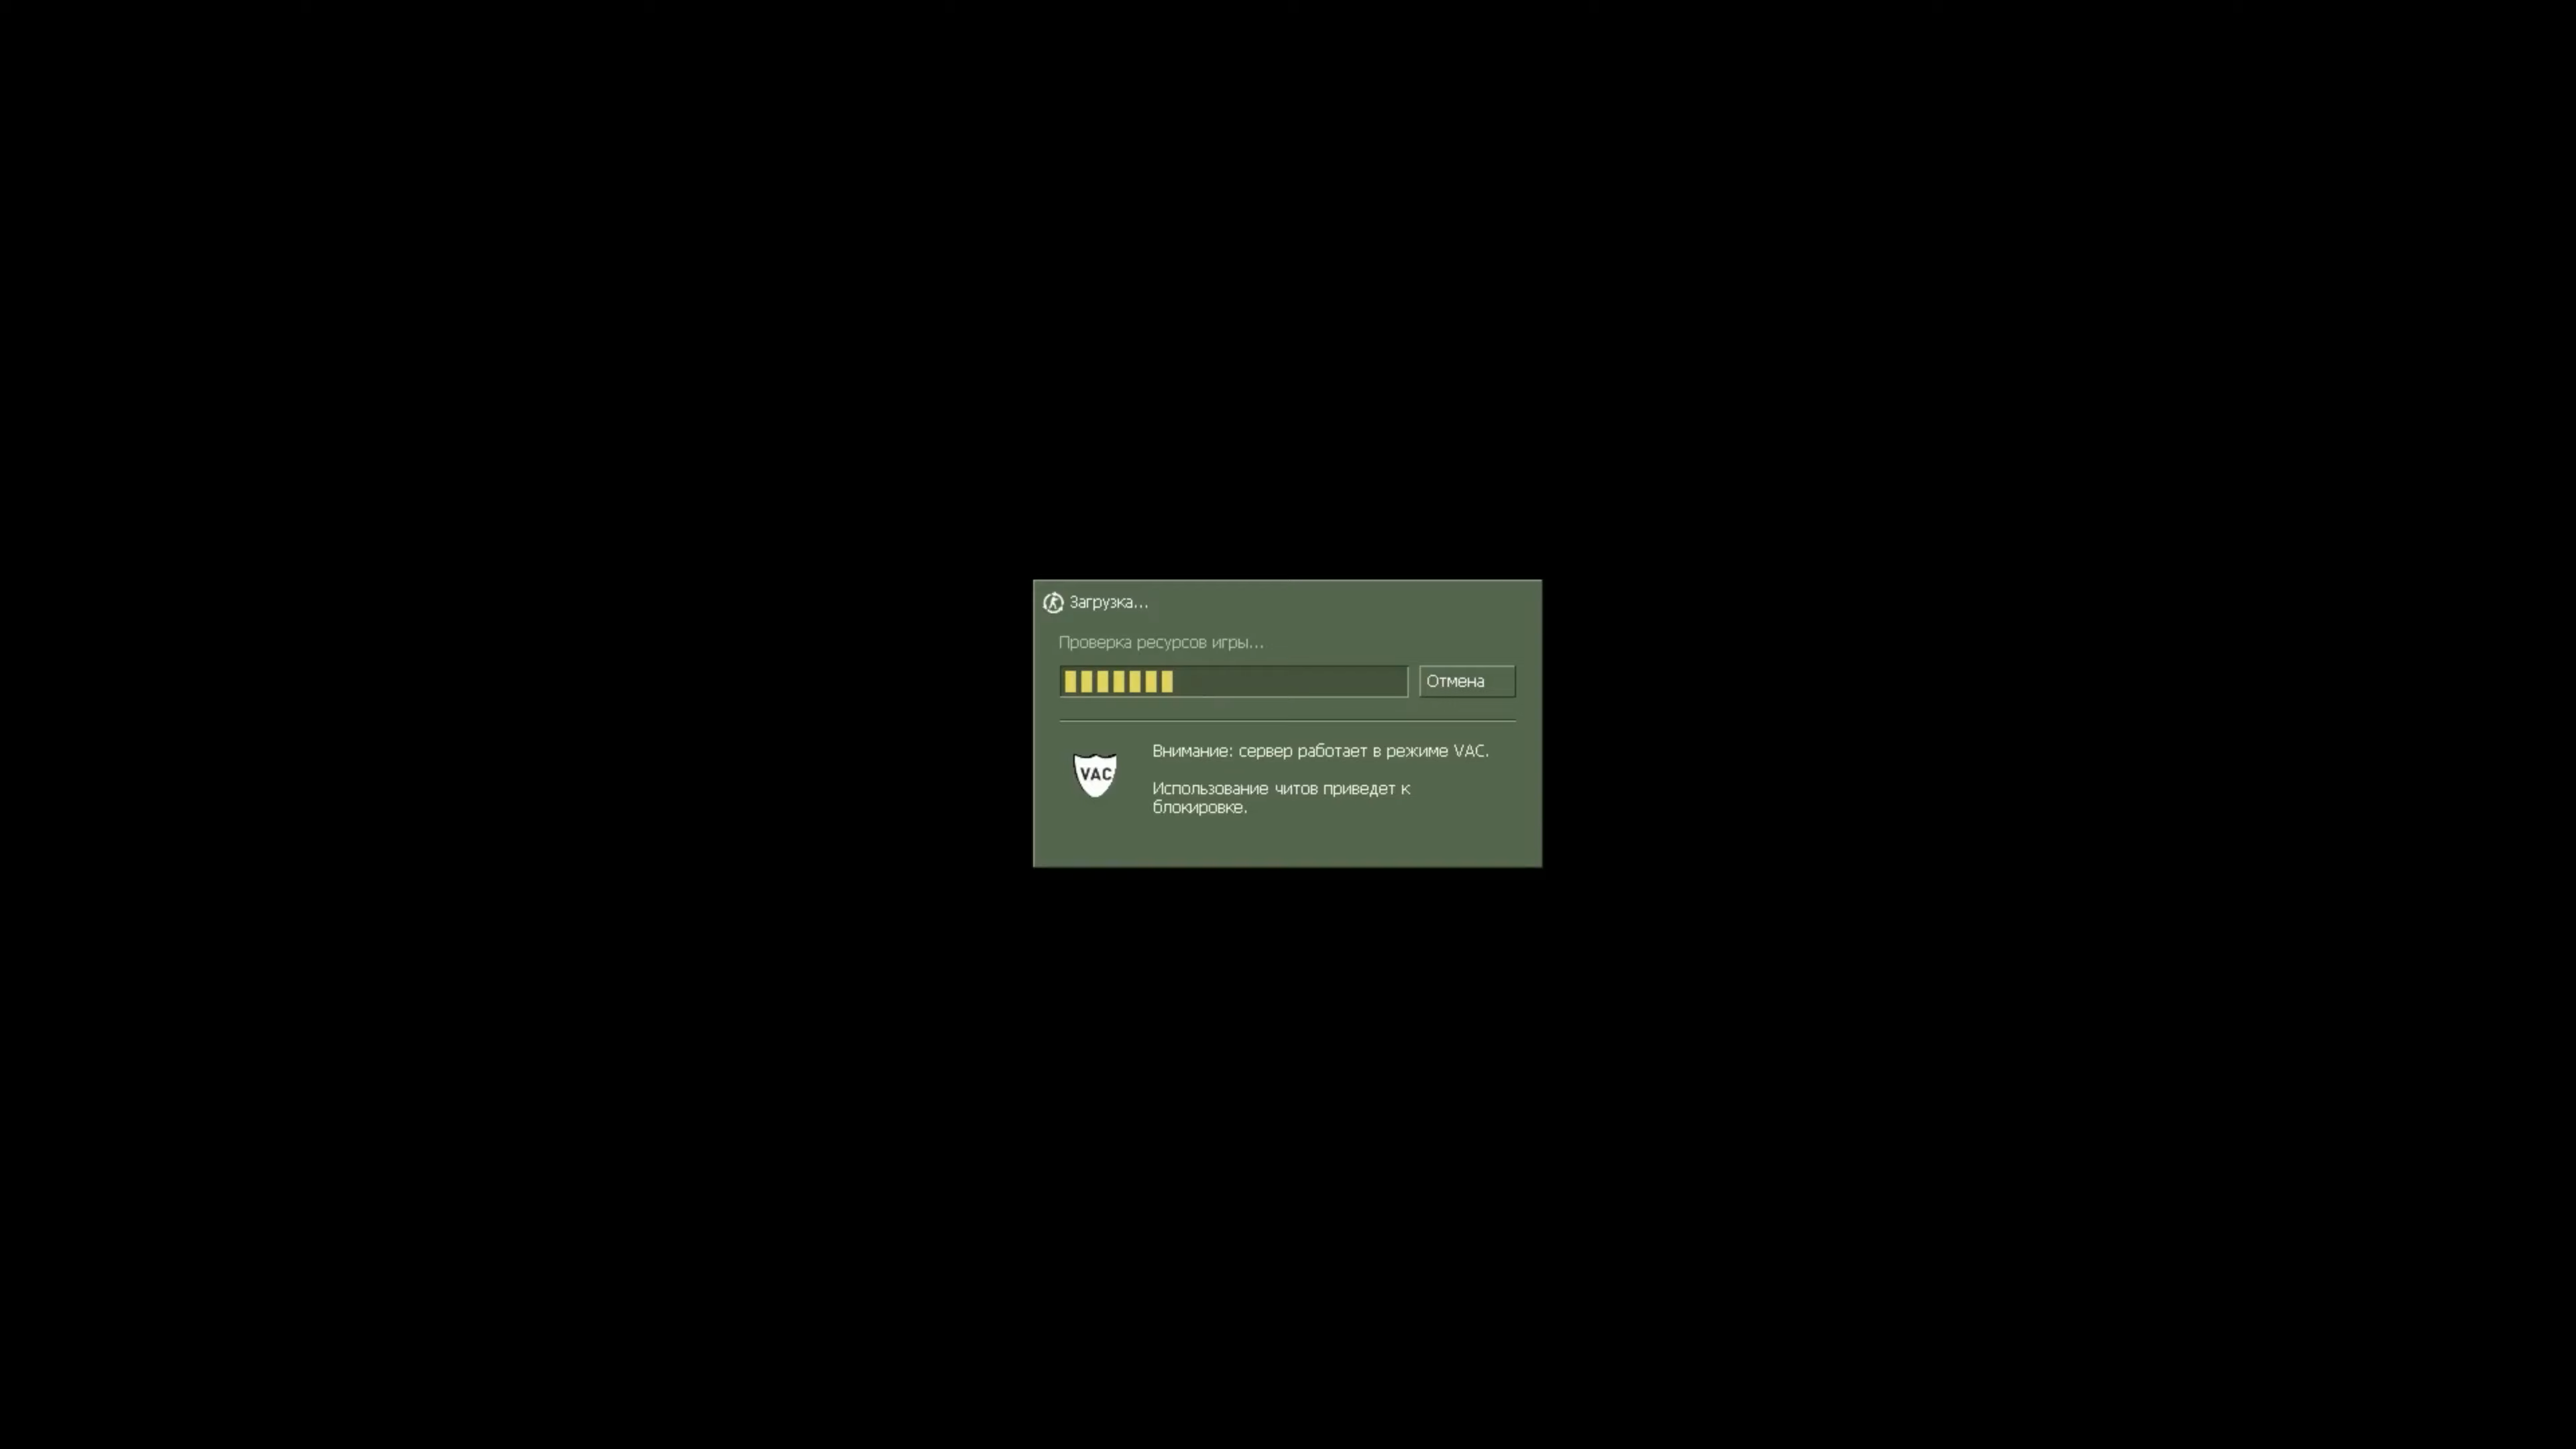 Загрузка...
Проверка ресурсов игры...
Отмена
VAC
Внимание: сервер работает в режиме VAC.
Использование читов приведет к
блокировке.